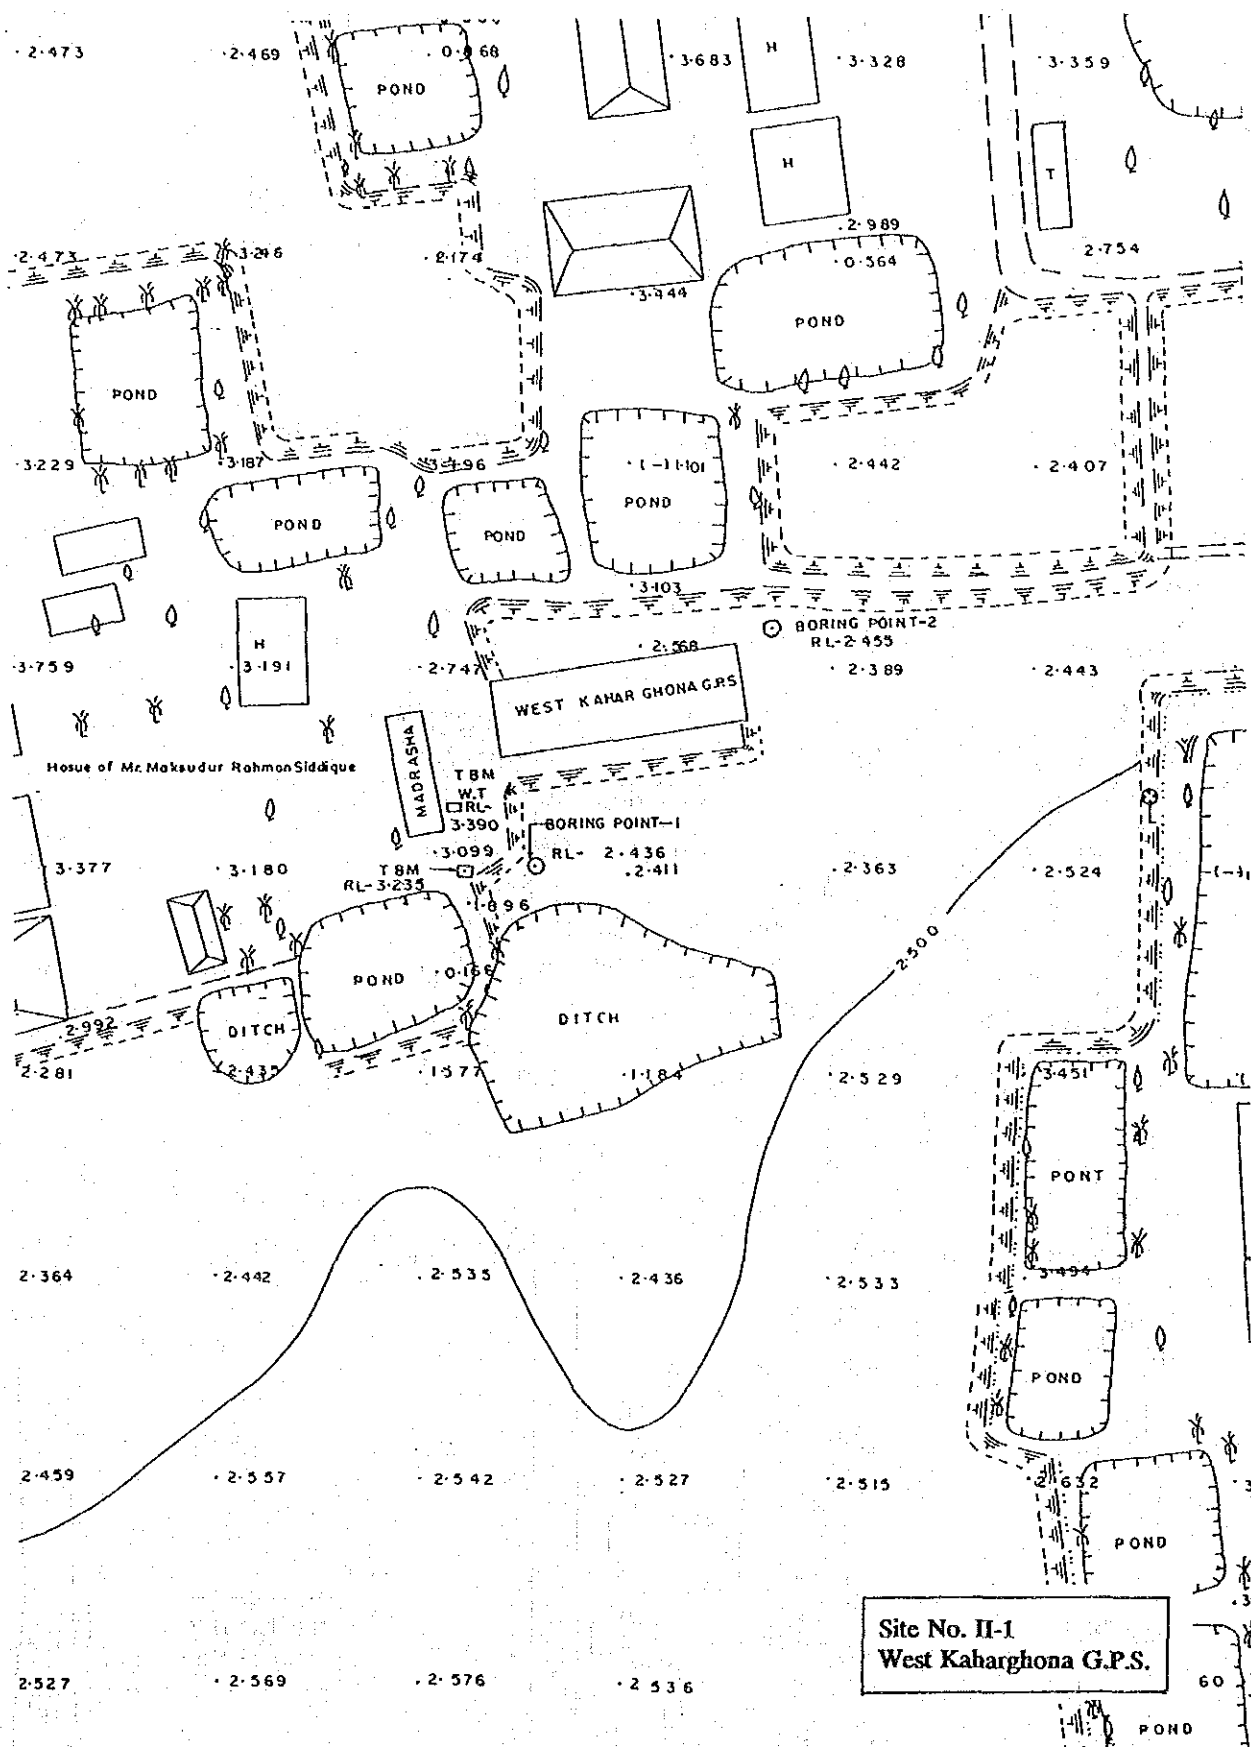 ·2·473
·2·469
·0·868
·3·683
H
·3·328
·3·359
POND
H
T
·2·473
·3·246
·2·174
·2·989
·0·564
2·754
·3·444
POND
POND
·3·229
·3·187
·(-)1·101
·2·442
·2·407
POND
POND
POND
·3·103
BORING POINT-2
RL-2·455
H
·2·568
·3·759
·3·191
·2·747
·2·389
·2·443
WEST KAHAR GHONA G.P.S
MADRASHA
Hosue of Mr. Maksudur Rahmon Siddique
TBM
W.T
RL-
3·390
BORING POINT-1
·3·099
RL- 2·436
·3·377
·3·180
TBM
RL-3·235
·2·411
·2·363
·2·524
·1·896
2·500
POND
·0·166
DITCH
DITCH
·2·992
2·281
·2·435
·1·577
·1·184
·2·529
·3·451
PONT
2·364
·2·442
·2·535
·2·436
·2·533
·3·494
POND
2·459
·2·557
·2·542
·2·527
·2·515
·2·632
POND
Site No. II-1
West Kaharghona G.P.S.
2·527
·2·569
·2·576
·2·536
60
POND